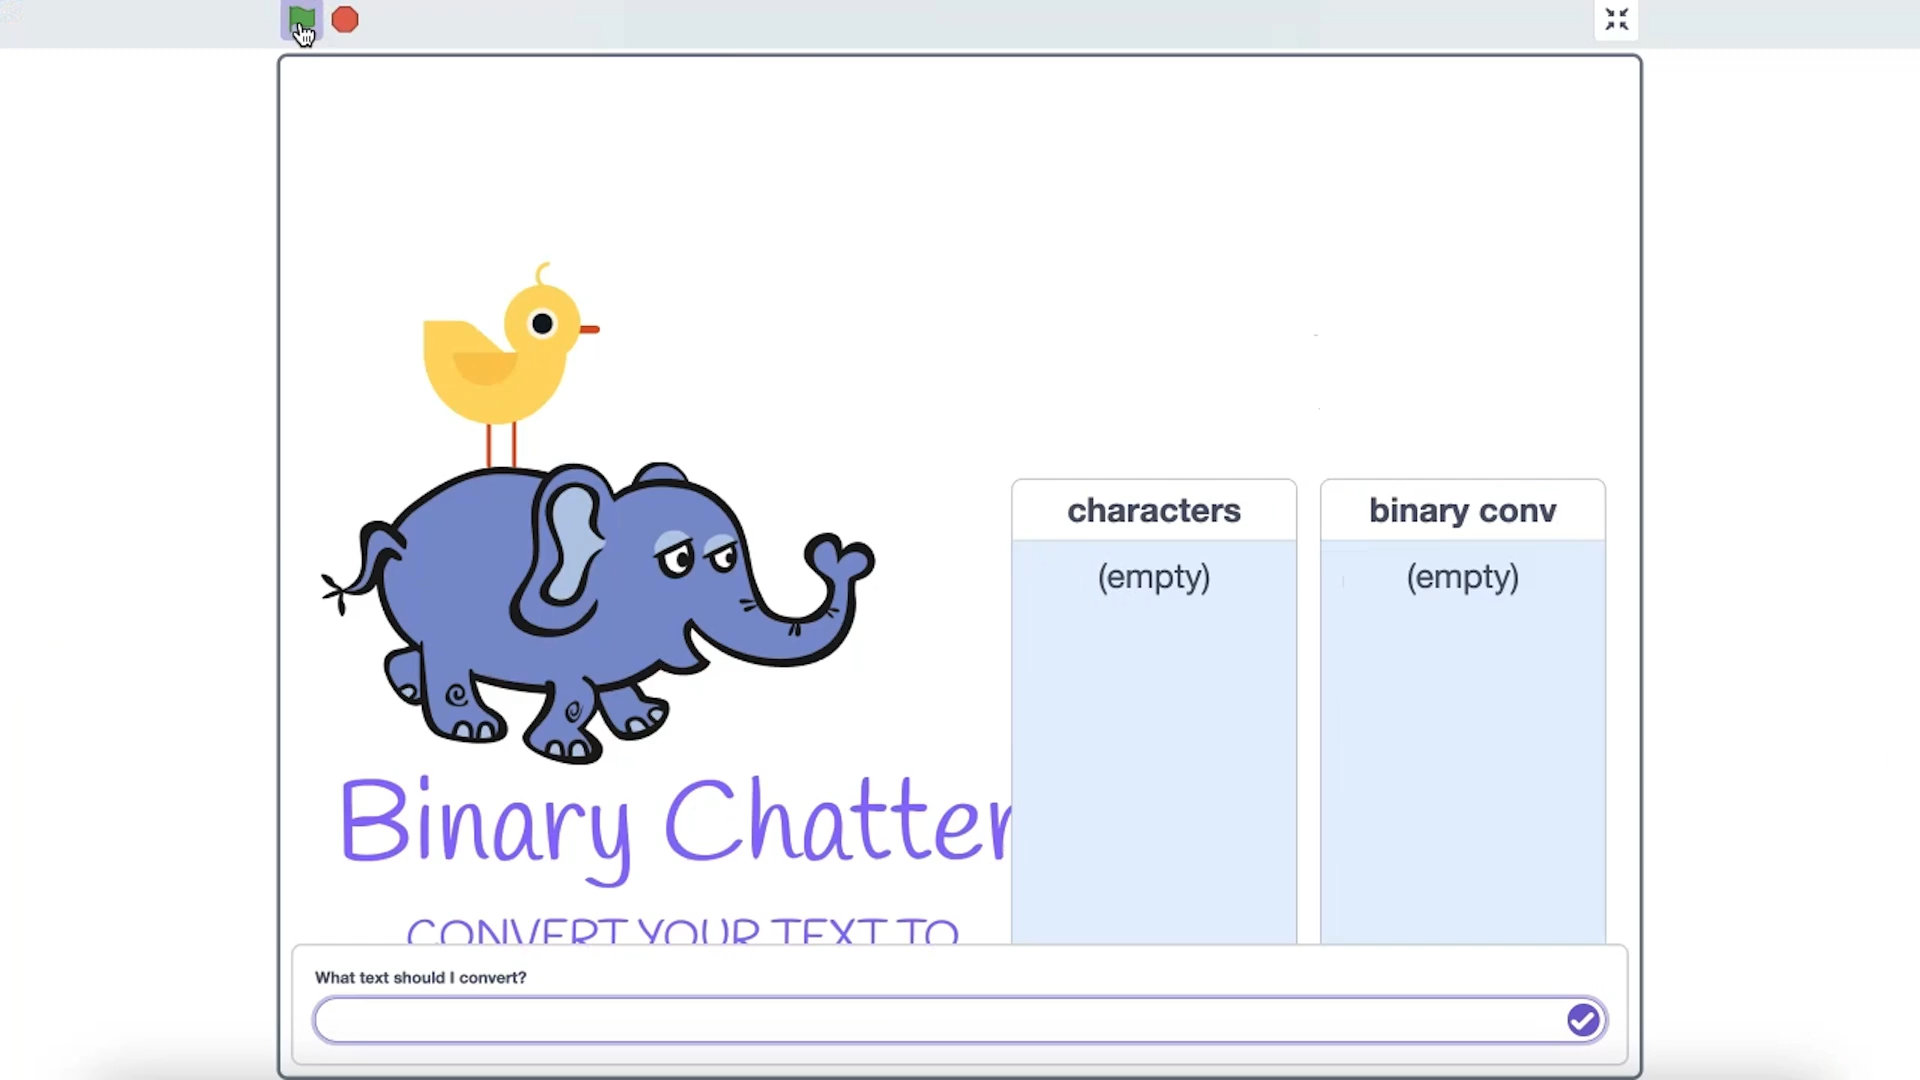 characters
binary conv
(empty)
(empty)
Binary Chatter
CONVERT YOUR TEXT TO
What text should I convert?